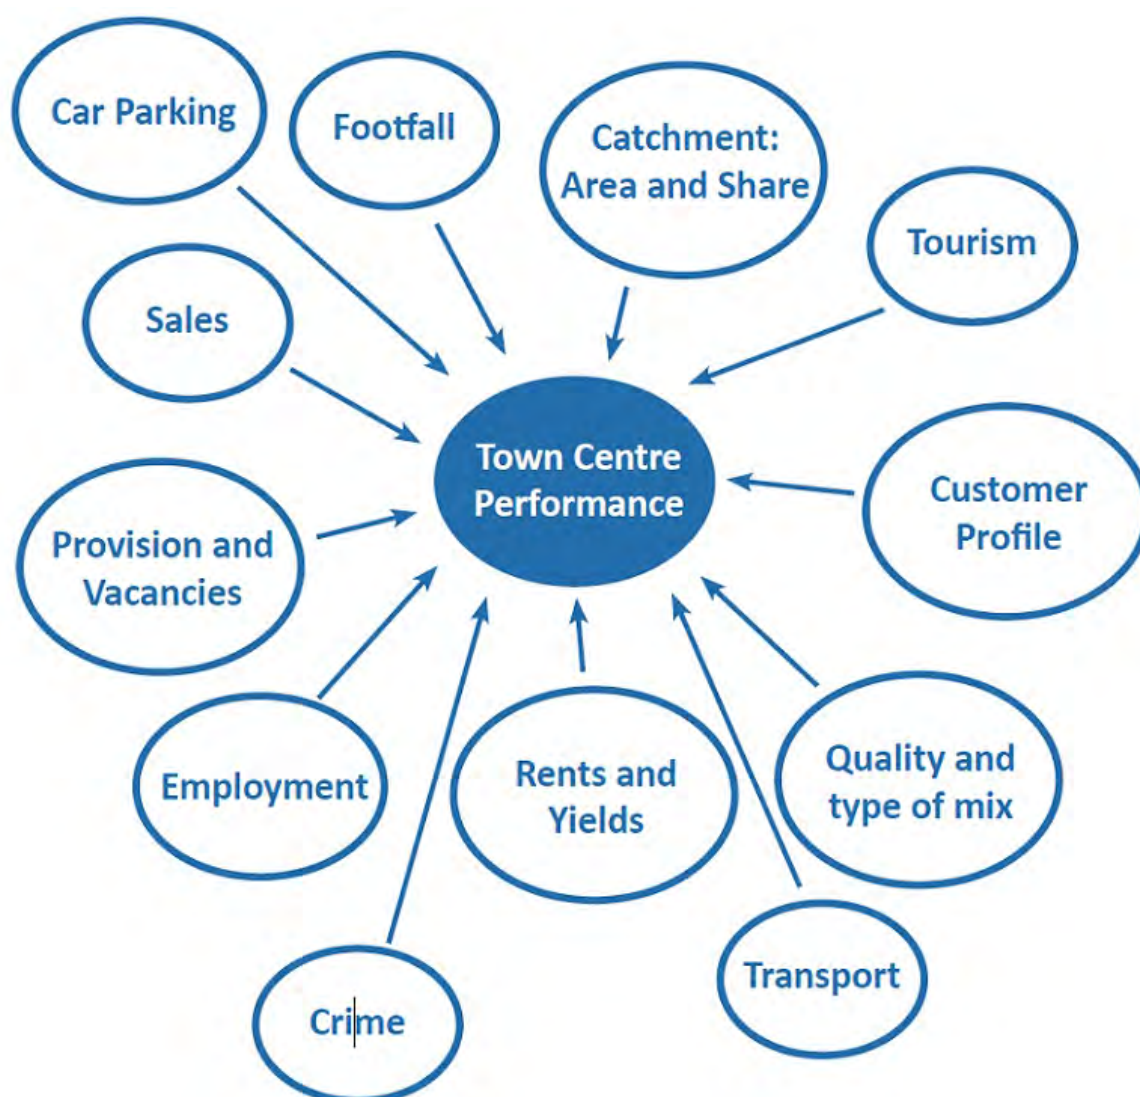 Car Parking
Footfall
Catchment:
Area and Share
Tourism
Sales
Town Centre
Performance
Customer
Profile
Provision and
Vacancies
Employment
Rents and
Yields
Quality and
type of mix
Transport
Crime